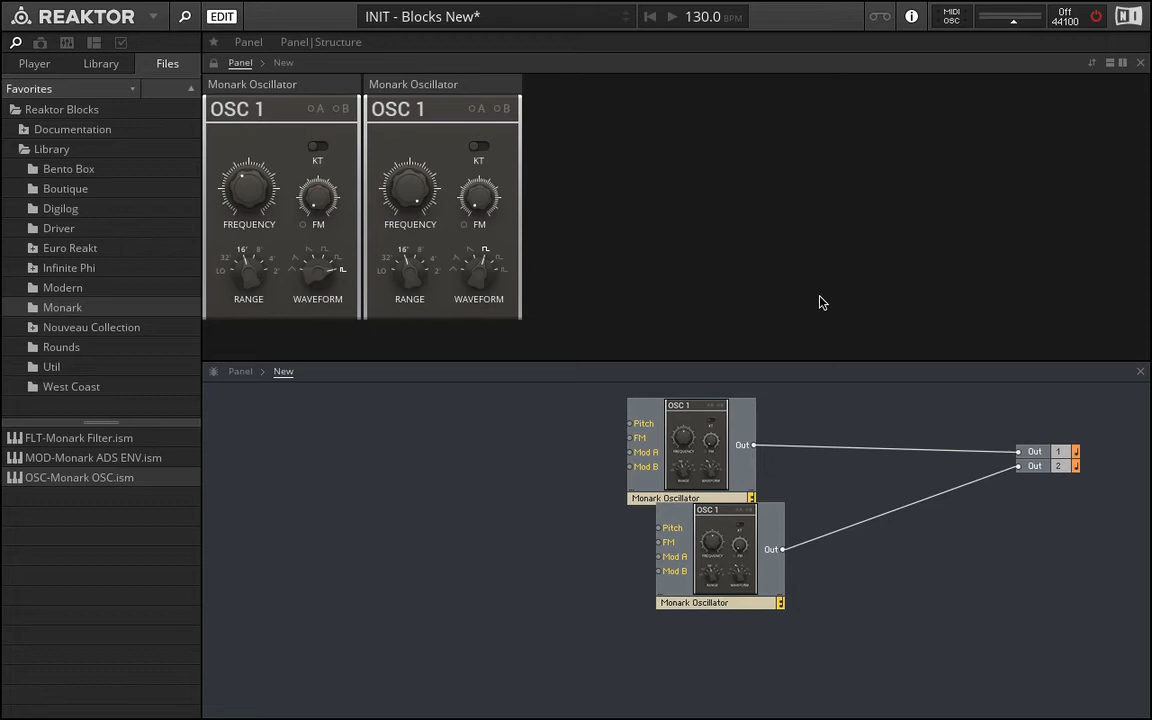 REAKTOR EDIT INIT - Blocks New* 130.0 BPM MIDI OSC Off 44100
Panel Panel|Structure
Player Library Files Panel New
Favorites
Monark Oscillator Monark Oscillator
Reaktor Blocks
Documentation
Library
Bento Box
Boutique
Digilog
Driver
Euro Reakt
Infinite Phi
Modern
Monark
Nouveau Collection
Rounds
Util
West Coast
FLT-Monark Filter.ism
MOD-Monark ADS ENV.ism
OSC-Monark OSC.ism
OSC 1 A B
KT
FREQUENCY FM
32' 16' 8' 4' 2' LO
RANGE WAVEFORM
OSC 1 A B
KT
FREQUENCY FM
32' 16' 8' 4' 2' LO
RANGE WAVEFORM
Panel New
OSC 1
Pitch
FM
Mod A
Mod B
Out
Monark Oscillator
OSC 1
Pitch
FM
Mod A
Mod B
Out
Monark Oscillator
Out 1
Out 2